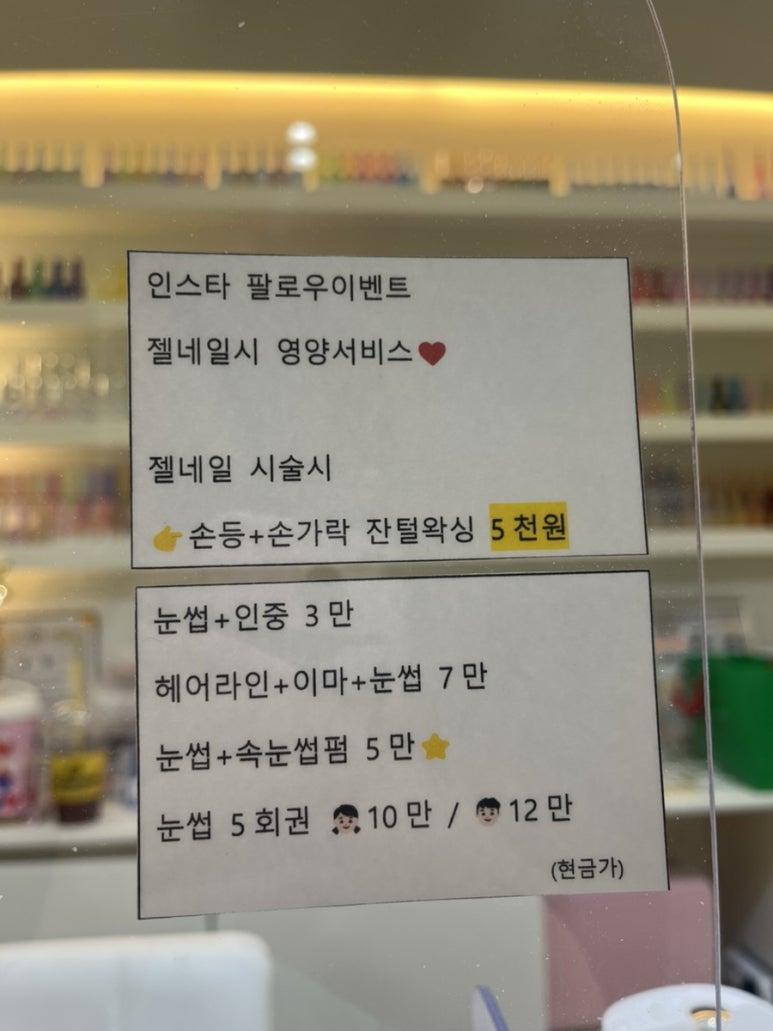 인스타 팔로우이벤트
젤네일시 영양서비스❤️
젤네일 시술시
👉손등+손가락 잔털왁싱 5천원
눈썹+인중 3만
헤어라인+이마+눈썹 7만
눈썹+속눈썹펌 5만⭐
눈썹 5회권 👧10만 / 👦12만
(현금가)